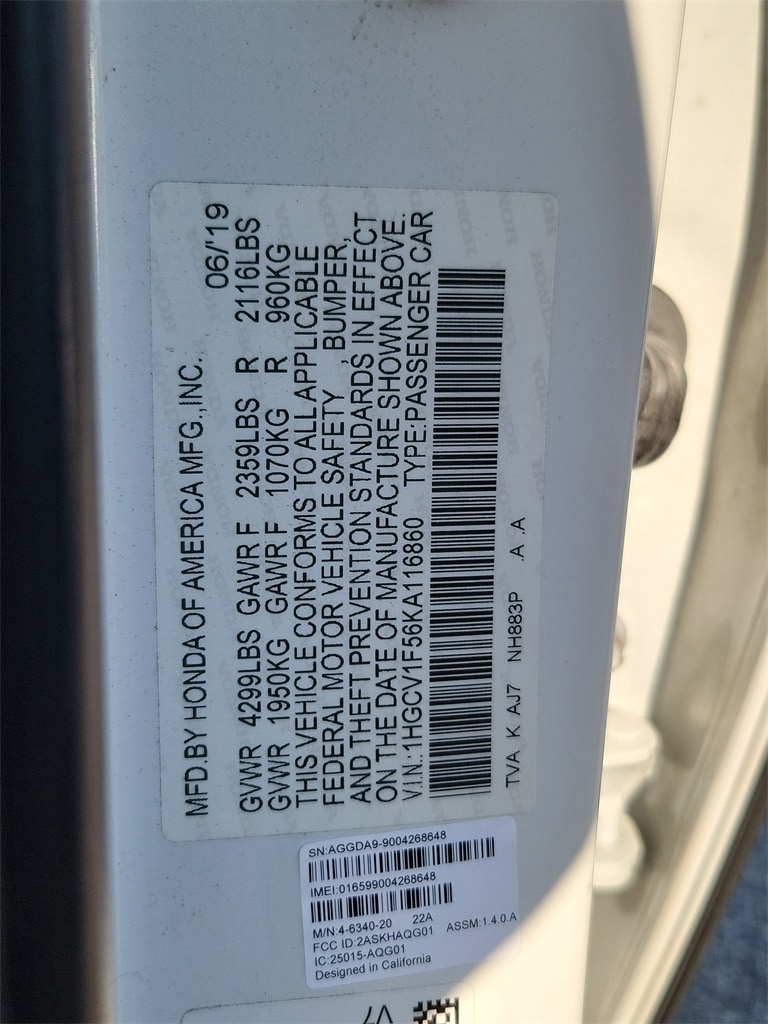 MFD.BY HONDA OF AMERICA MFG.,INC. 06/'19
GVWR 4299LBS GAWR F 2359LBS R 2116LBS
GVWR 1950KG GAWR F 1070KG R 960KG
THIS VEHICLE CONFORMS TO ALL APPLICABLE
FEDERAL MOTOR VEHICLE SAFETY , BUMPER,
AND THEFT PREVENTION STANDARDS IN EFFECT
ON THE DATE OF MANUFACTURE SHOWN ABOVE.
V.I.N.:1HGCV1F56KA116860 TYPE:PASSENGER CAR
TVA K AJ7 NH883P .A .A
SN:AGGDA9-9004268648
IMEI:016599004268648
M/N:4-6340-20 22A
FCC ID:2ASKHAQG01 ASSM:1.4.0.A
IC:25015-AQG01
Designed in California
V7